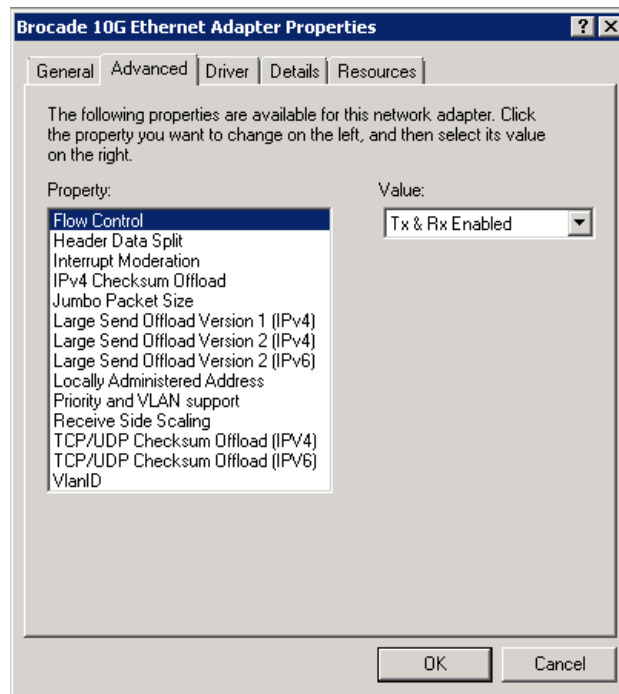 Brocade 10G Ethernet Adapter Properties
General Advanced Driver Details Resources
The following properties are available for this network adapter. Click
the property you want to change on the left, and then select its value
on the right.
Property: Value:
Flow Control Tx & Rx Enabled
Header Data Split
Interrupt Moderation
IPv4 Checksum Offload
Jumbo Packet Size
Large Send Offload Version 1 (IPv4)
Large Send Offload Version 2 (IPv4)
Large Send Offload Version 2 (IPv6)
Locally Administered Address
Priority and VLAN support
Receive Side Scaling
TCP/UDP Checksum Offload (IPV4)
TCP/UDP Checksum Offload (IPV6)
VlanID
OK Cancel